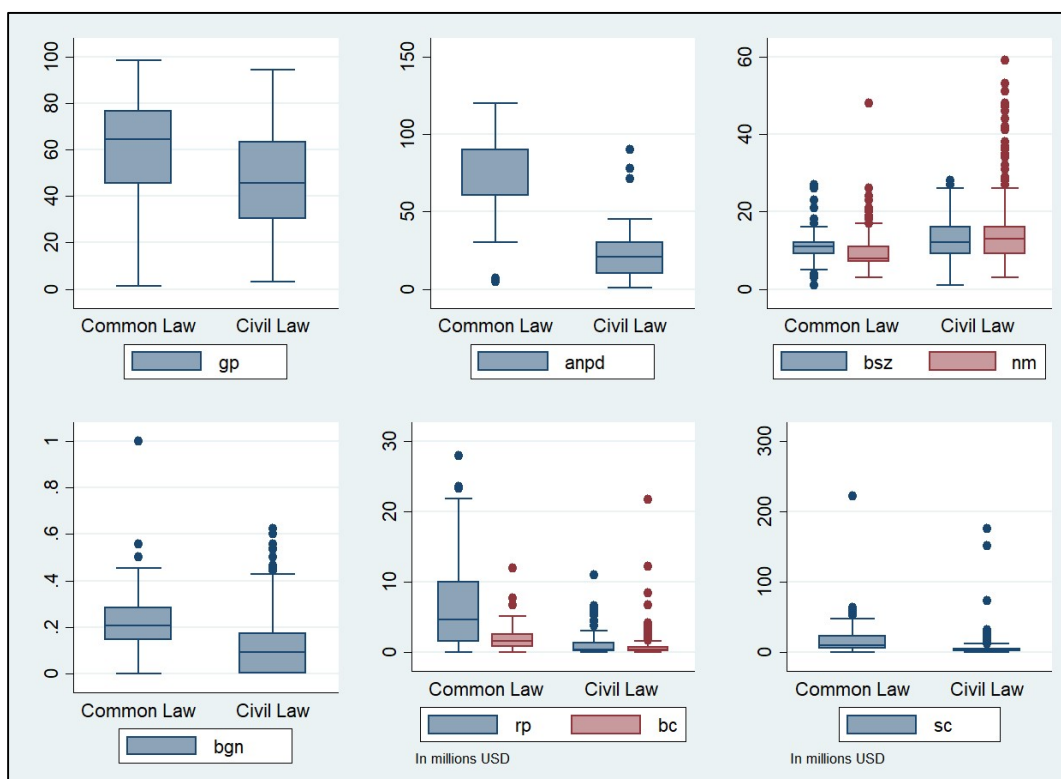 100
80
60
40
20
0
Common Law Civil Law
gp
150
100
50
0
Common Law Civil Law
anpd
60
40
20
0
Common Law Civil Law
bsz nm
1
.8
.6
.4
.2
0
Common Law Civil Law
bgn
30
20
10
0
Common Law Civil Law
rp bc
In millions USD
300
200
100
0
Common Law Civil Law
sc
In millions USD